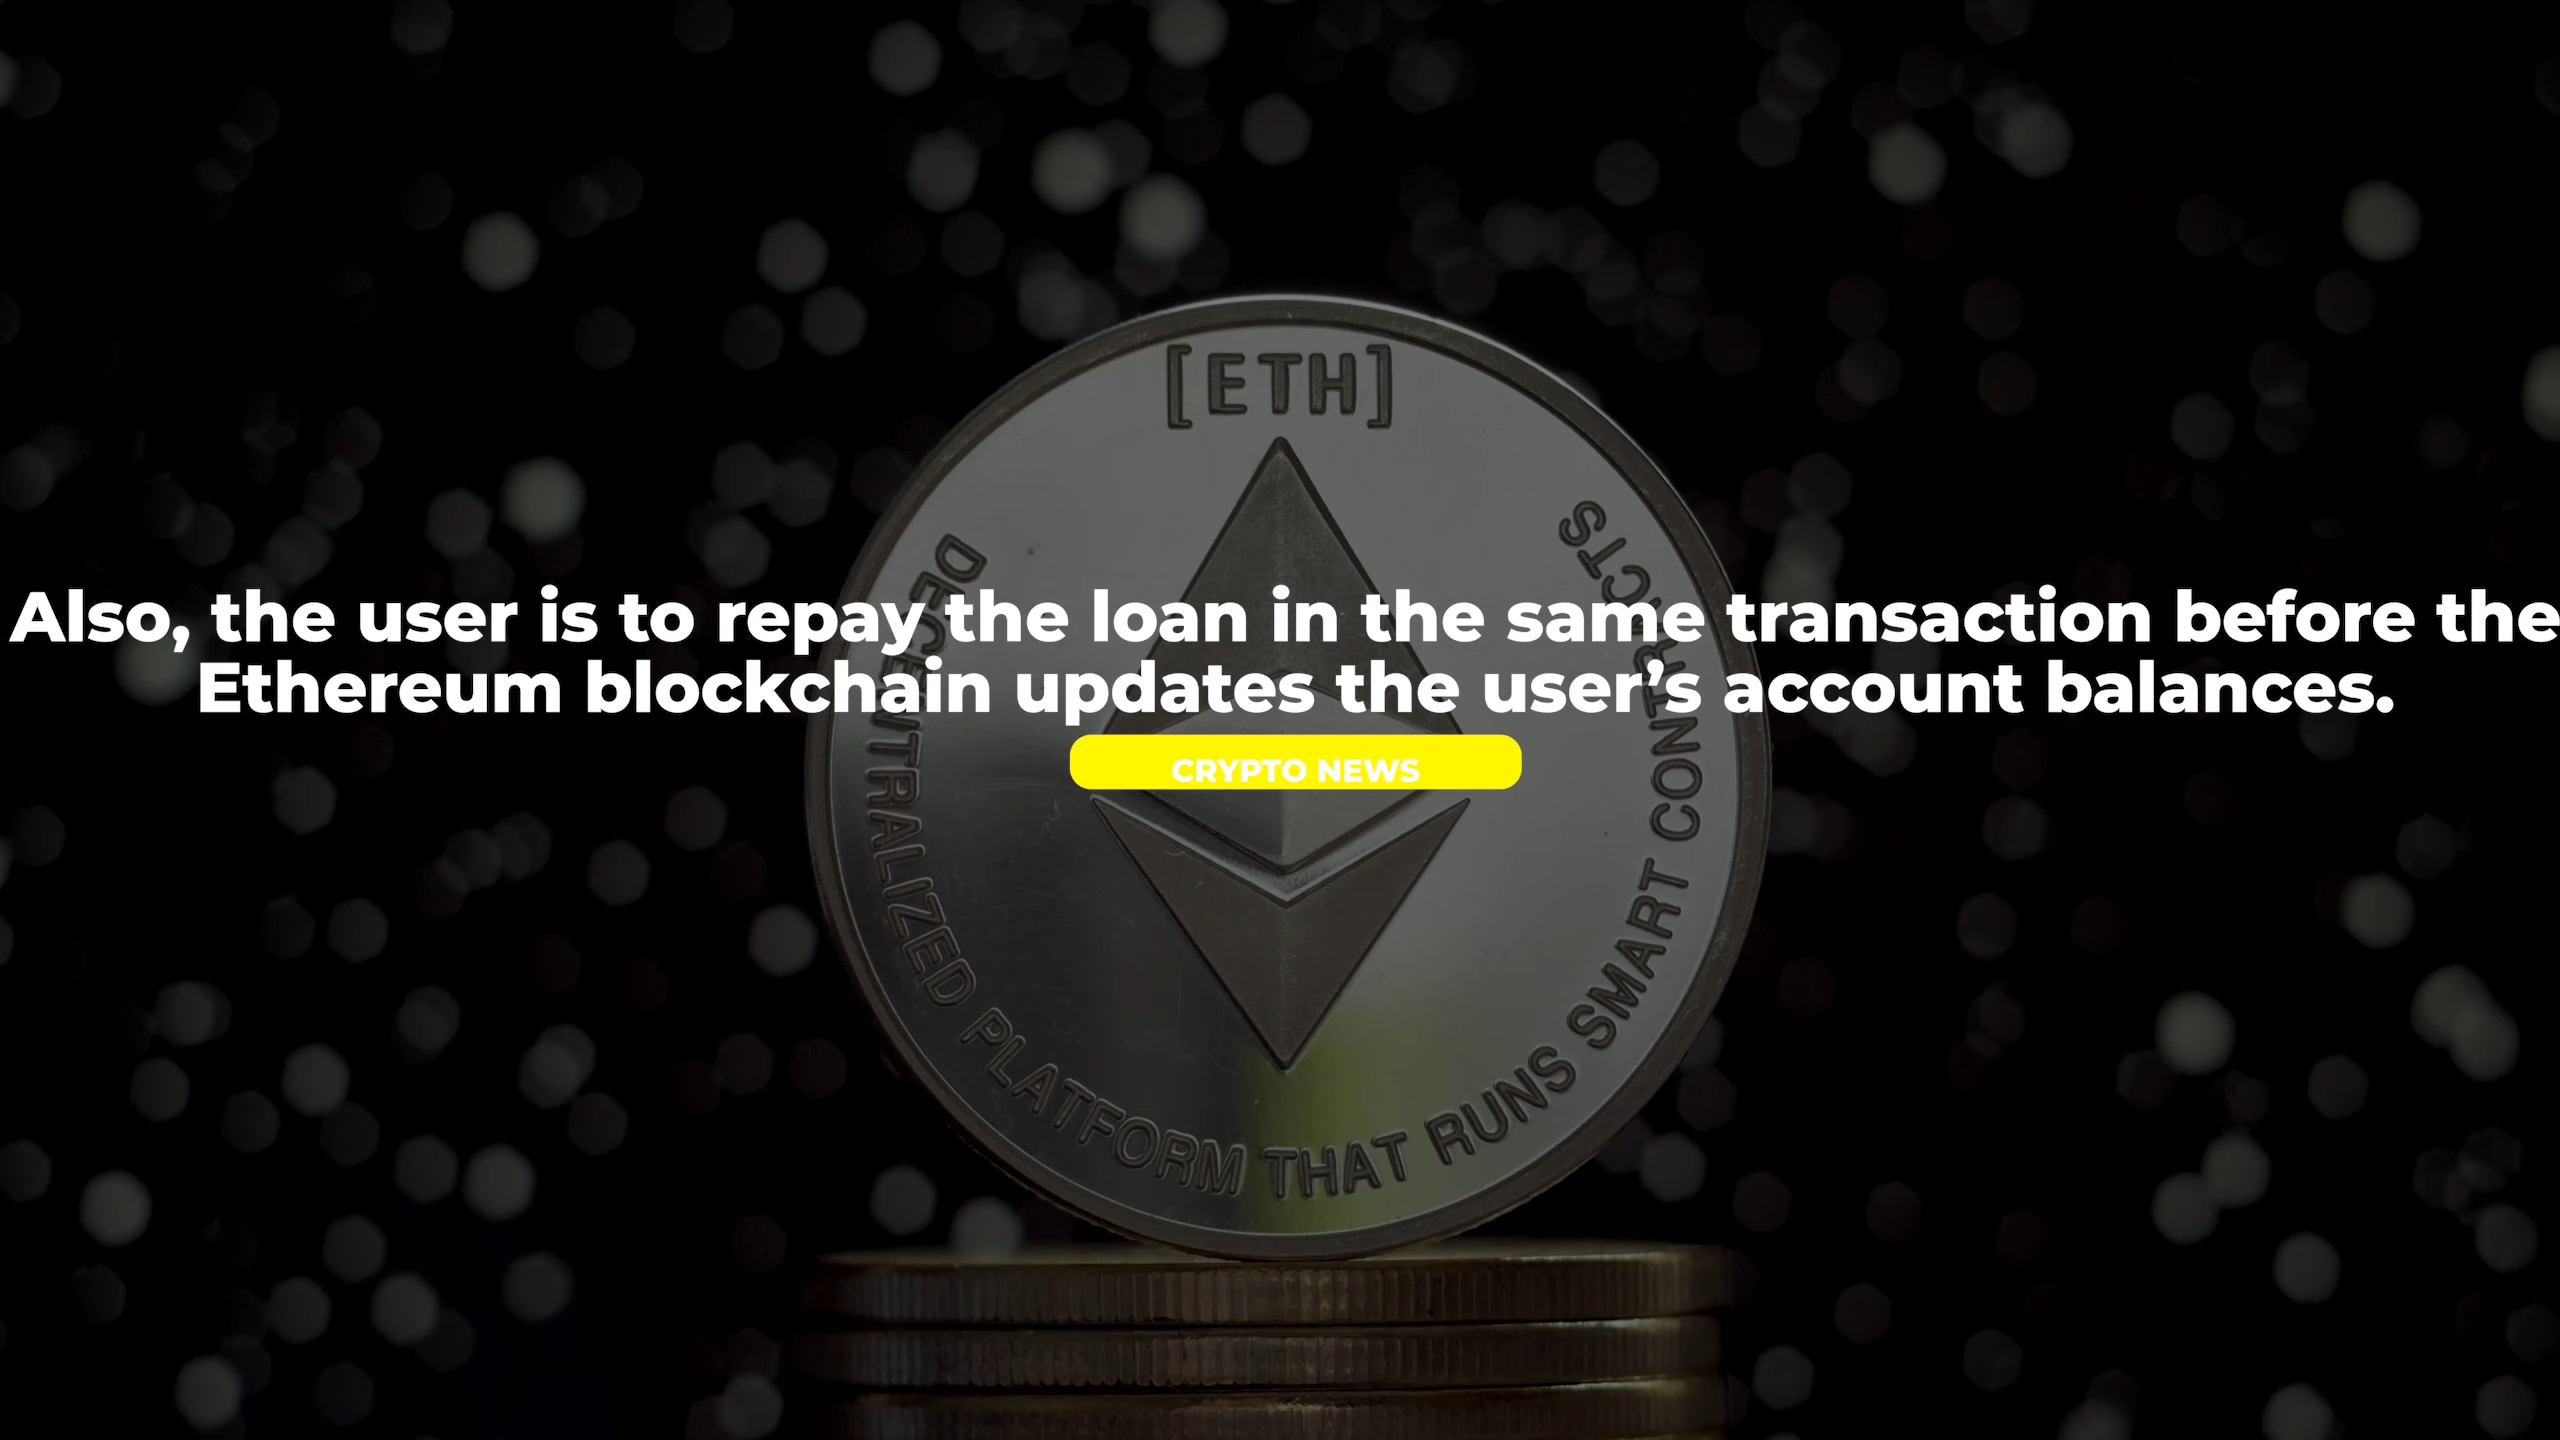 [ETH]
Also, the user is to repay the loan in the same transaction before the
Ethereum blockchain updates the user’s account balances.
CRYPTO NEWS
DECENTRALIZED PLATFORM THAT RUNS SMART CONTRACTS